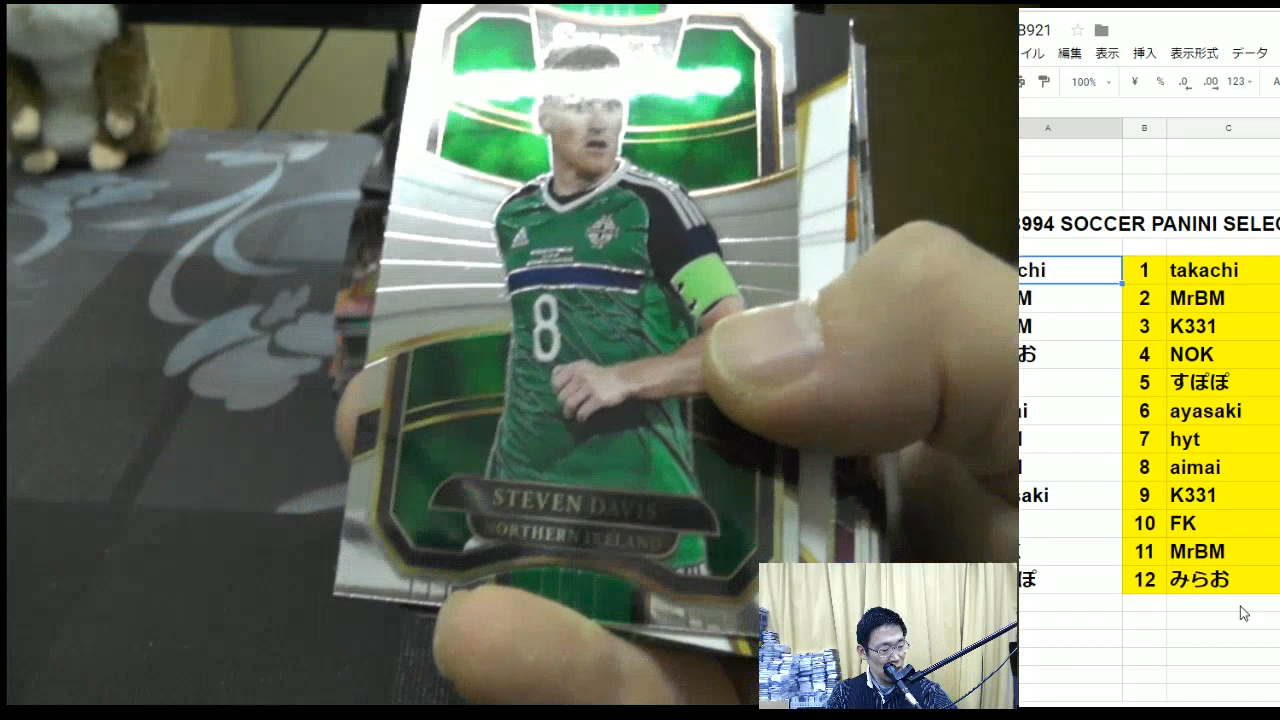 8
STEVEN DAVIS
NORTHERN IRELAND
B921
イル 編集 表示 挿入 表示形式 データ
100% ¥ % .0 .00 123 A
A B C
994 SOCCER PANINI SELEC
chi 1 takachi
M 2 MrBM
M 3 K331
お 4 NOK
5 すぽぽ
ni 6 ayasaki
7 hyt
8 aimai
saki 9 K331
10 FK
11 MrBM
ぽ 12 みらお